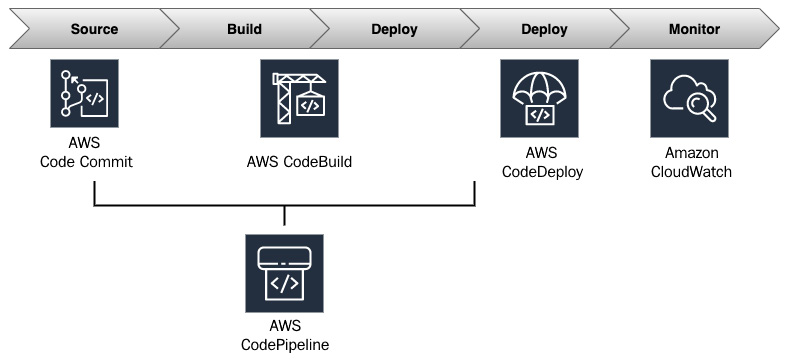 Source
Build
Deploy
Deploy
Monitor
AWS
Code Commit
AWS CodeBuild
AWS
CodeDeploy
Amazon
CloudWatch
AWS
CodePipeline